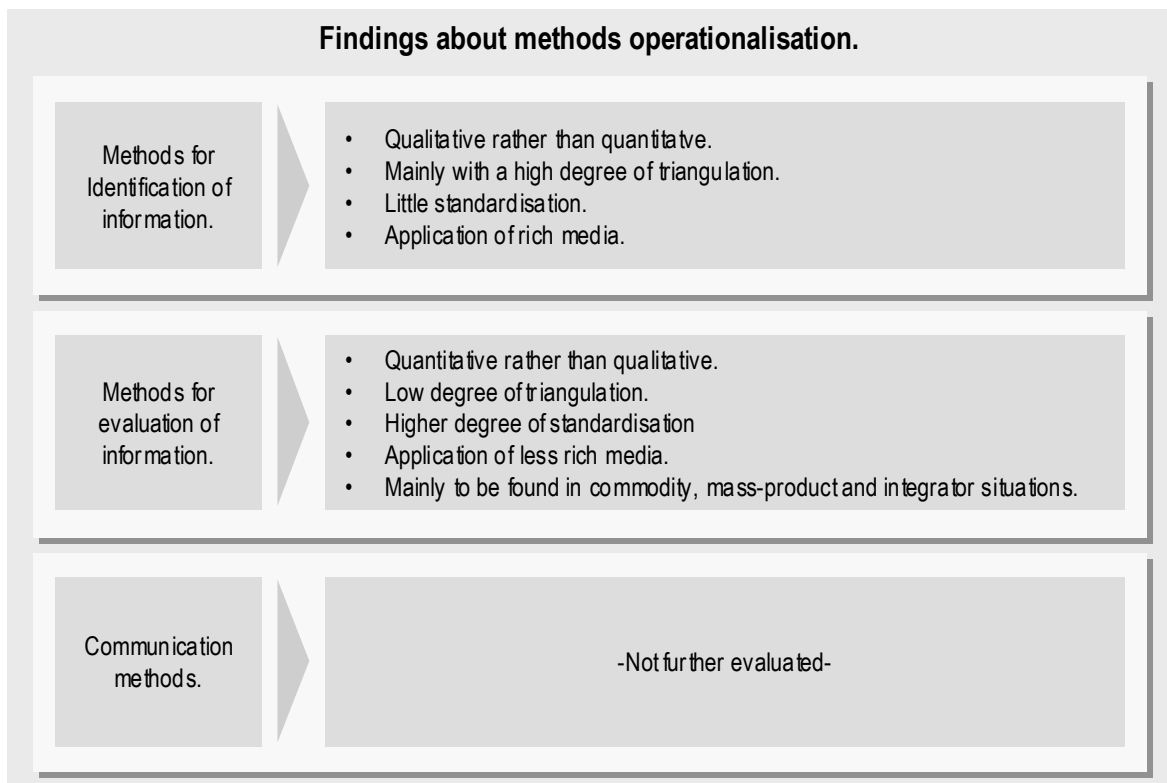 Findings about methods operationalisation.
Methods for
Identification of
information.
• Qualitative rather than quantitatve.
• Mainly with a high degree of triangulation.
• Little standardisation.
• Application of rich media.
Methods for
evaluation of
information.
• Quantitative rather than qualitative.
• Low degree of triangulation.
• Higher degree of standardisation
• Application of less rich media.
• Mainly to be found in commodity, mass-product and integrator situations.
Communication
methods.
-Not further evaluated-